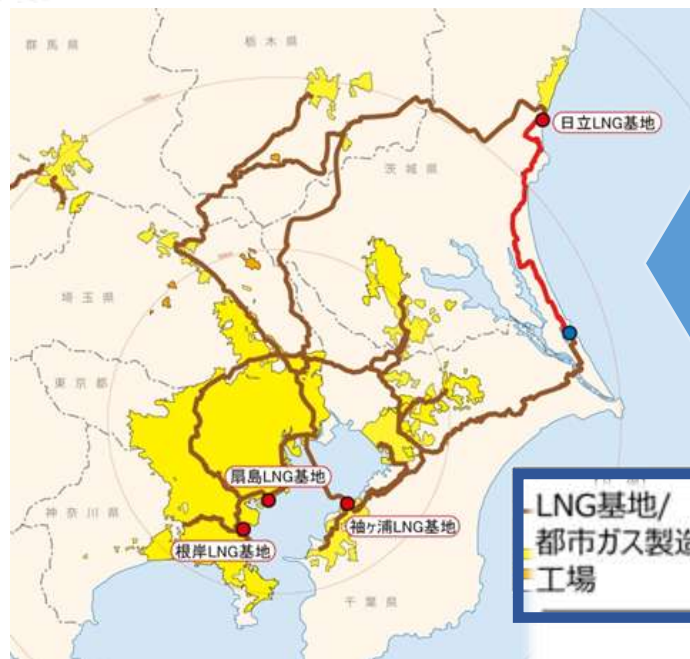 群馬県
栃木県
日立LNG基地
茨城県
埼玉県
東京都
扇島LNG基地
神奈川県
袖ヶ浦LNG基地
根岸LNG基地
千葉県
LNG基地/
都市ガス製造
工場